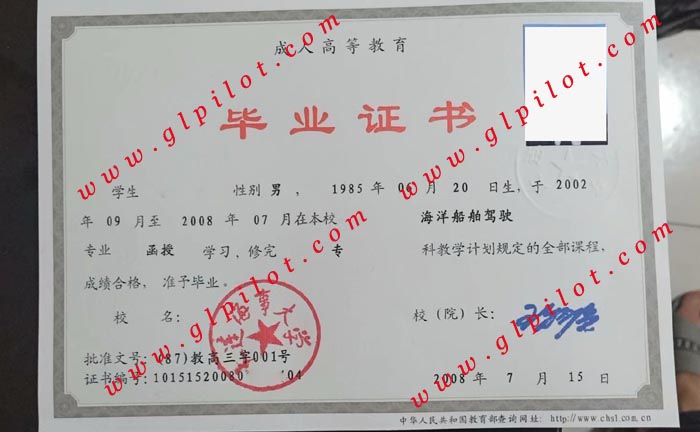 成人高等教育
毕业证书
学生 性别 男 ，1985 年 06 月 20 日生，于 2002
年 09 月至 2008 年 07 月在本校 海洋船舶驾驶
专业 函授 学习，修完 专 科教学计划规定的全部课程，
成绩合格，准予毕业。
校 名： 校（院）长：
批准文号：(87)教高三字001号
证书编号：10151520080 '04 2008 年 7 月 15 日
中华人民共和国教育部查询网址：http://www.chsi.com.cn
www.glpilot.com
www.glpilot.com
www.glpilot.com
www.glpilot.com